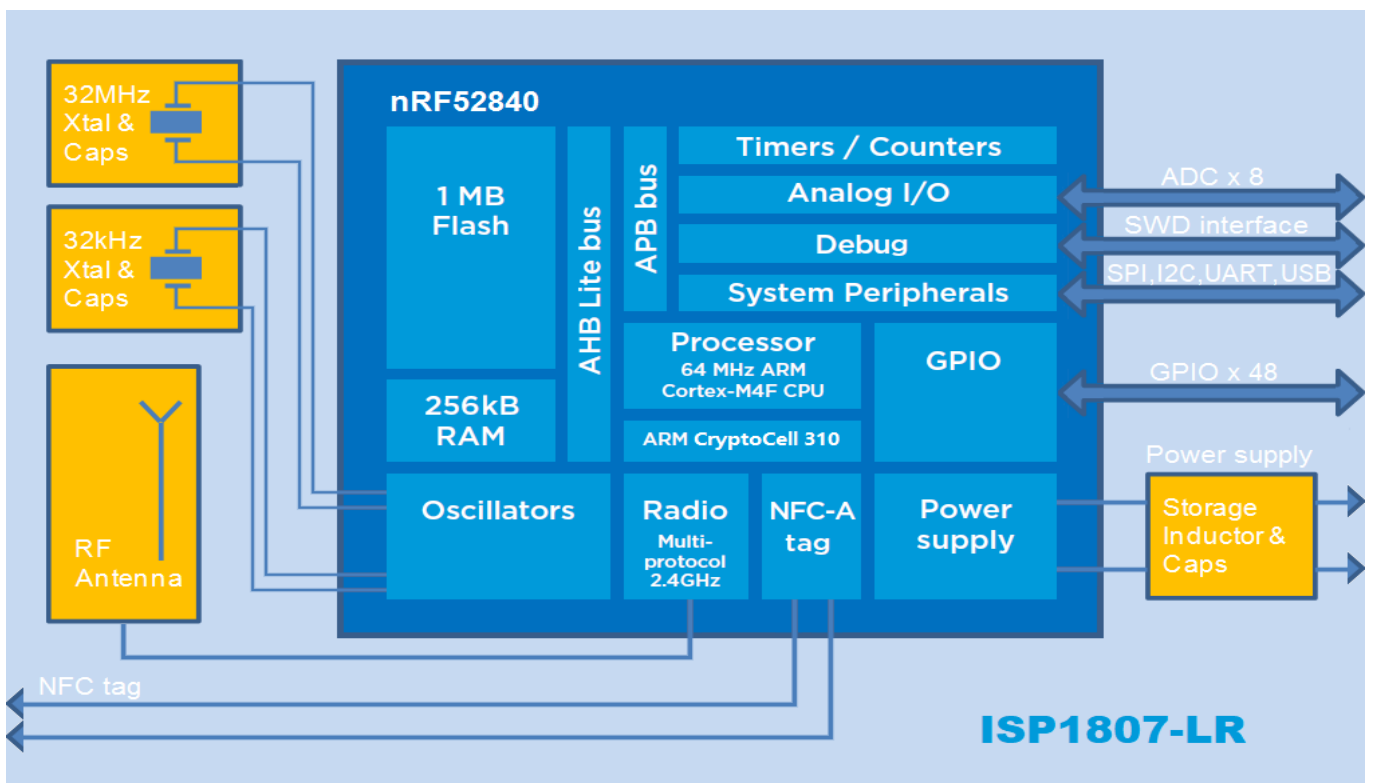 32MHz
Xtal &
Caps
32kHz
Xtal &
Caps
RF
Antenna
nRF52840
1 MB
Flash
256kB
RAM
AHB Lite bus
APB bus
Timers / Counters
Analog I/O
Debug
System Peripherals
Processor
64 MHz ARM
Cortex-M4F CPU
ARM CryptoCell 310
GPIO
Oscillators
Radio
Multi-
protocol
2.4GHz
NFC-A
tag
Power
supply
ADC x 8
SWD interface
SPI,I2C,UART,USB
GPIO x 48
Power supply
Storage
Inductor &
Caps
NFC tag
ISP1807-LR